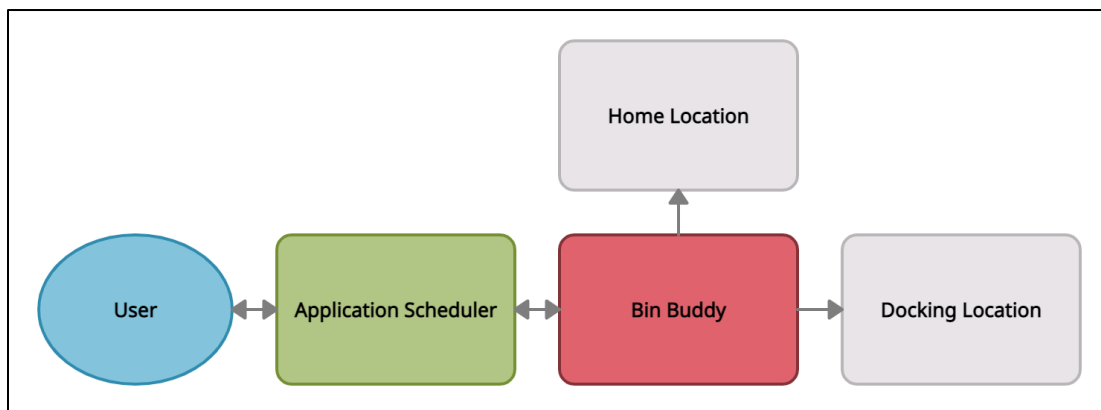 Home Location
User
Application Scheduler
Bin Buddy
Docking Location